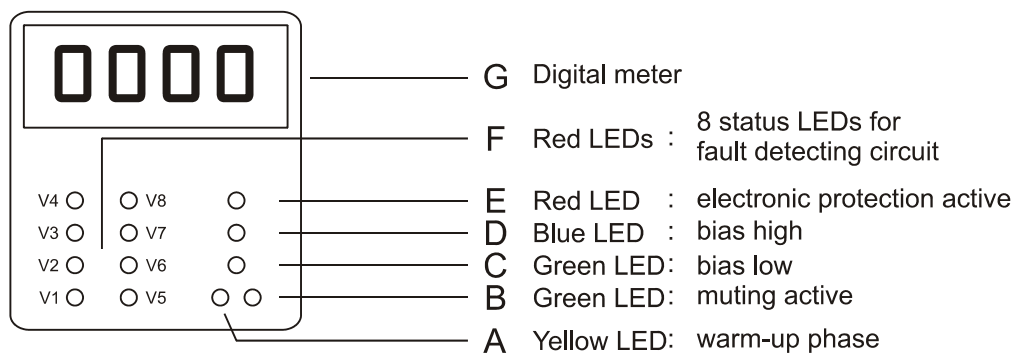 0000
G Digital meter
F Red LEDs : 8 status LEDs for
fault detecting circuit
V4 V8
E Red LED : electronic protection active
V3 V7
D Blue LED : bias high
V2 V6
C Green LED: bias low
V1 V5
B Green LED: muting active
A Yellow LED: warm-up phase